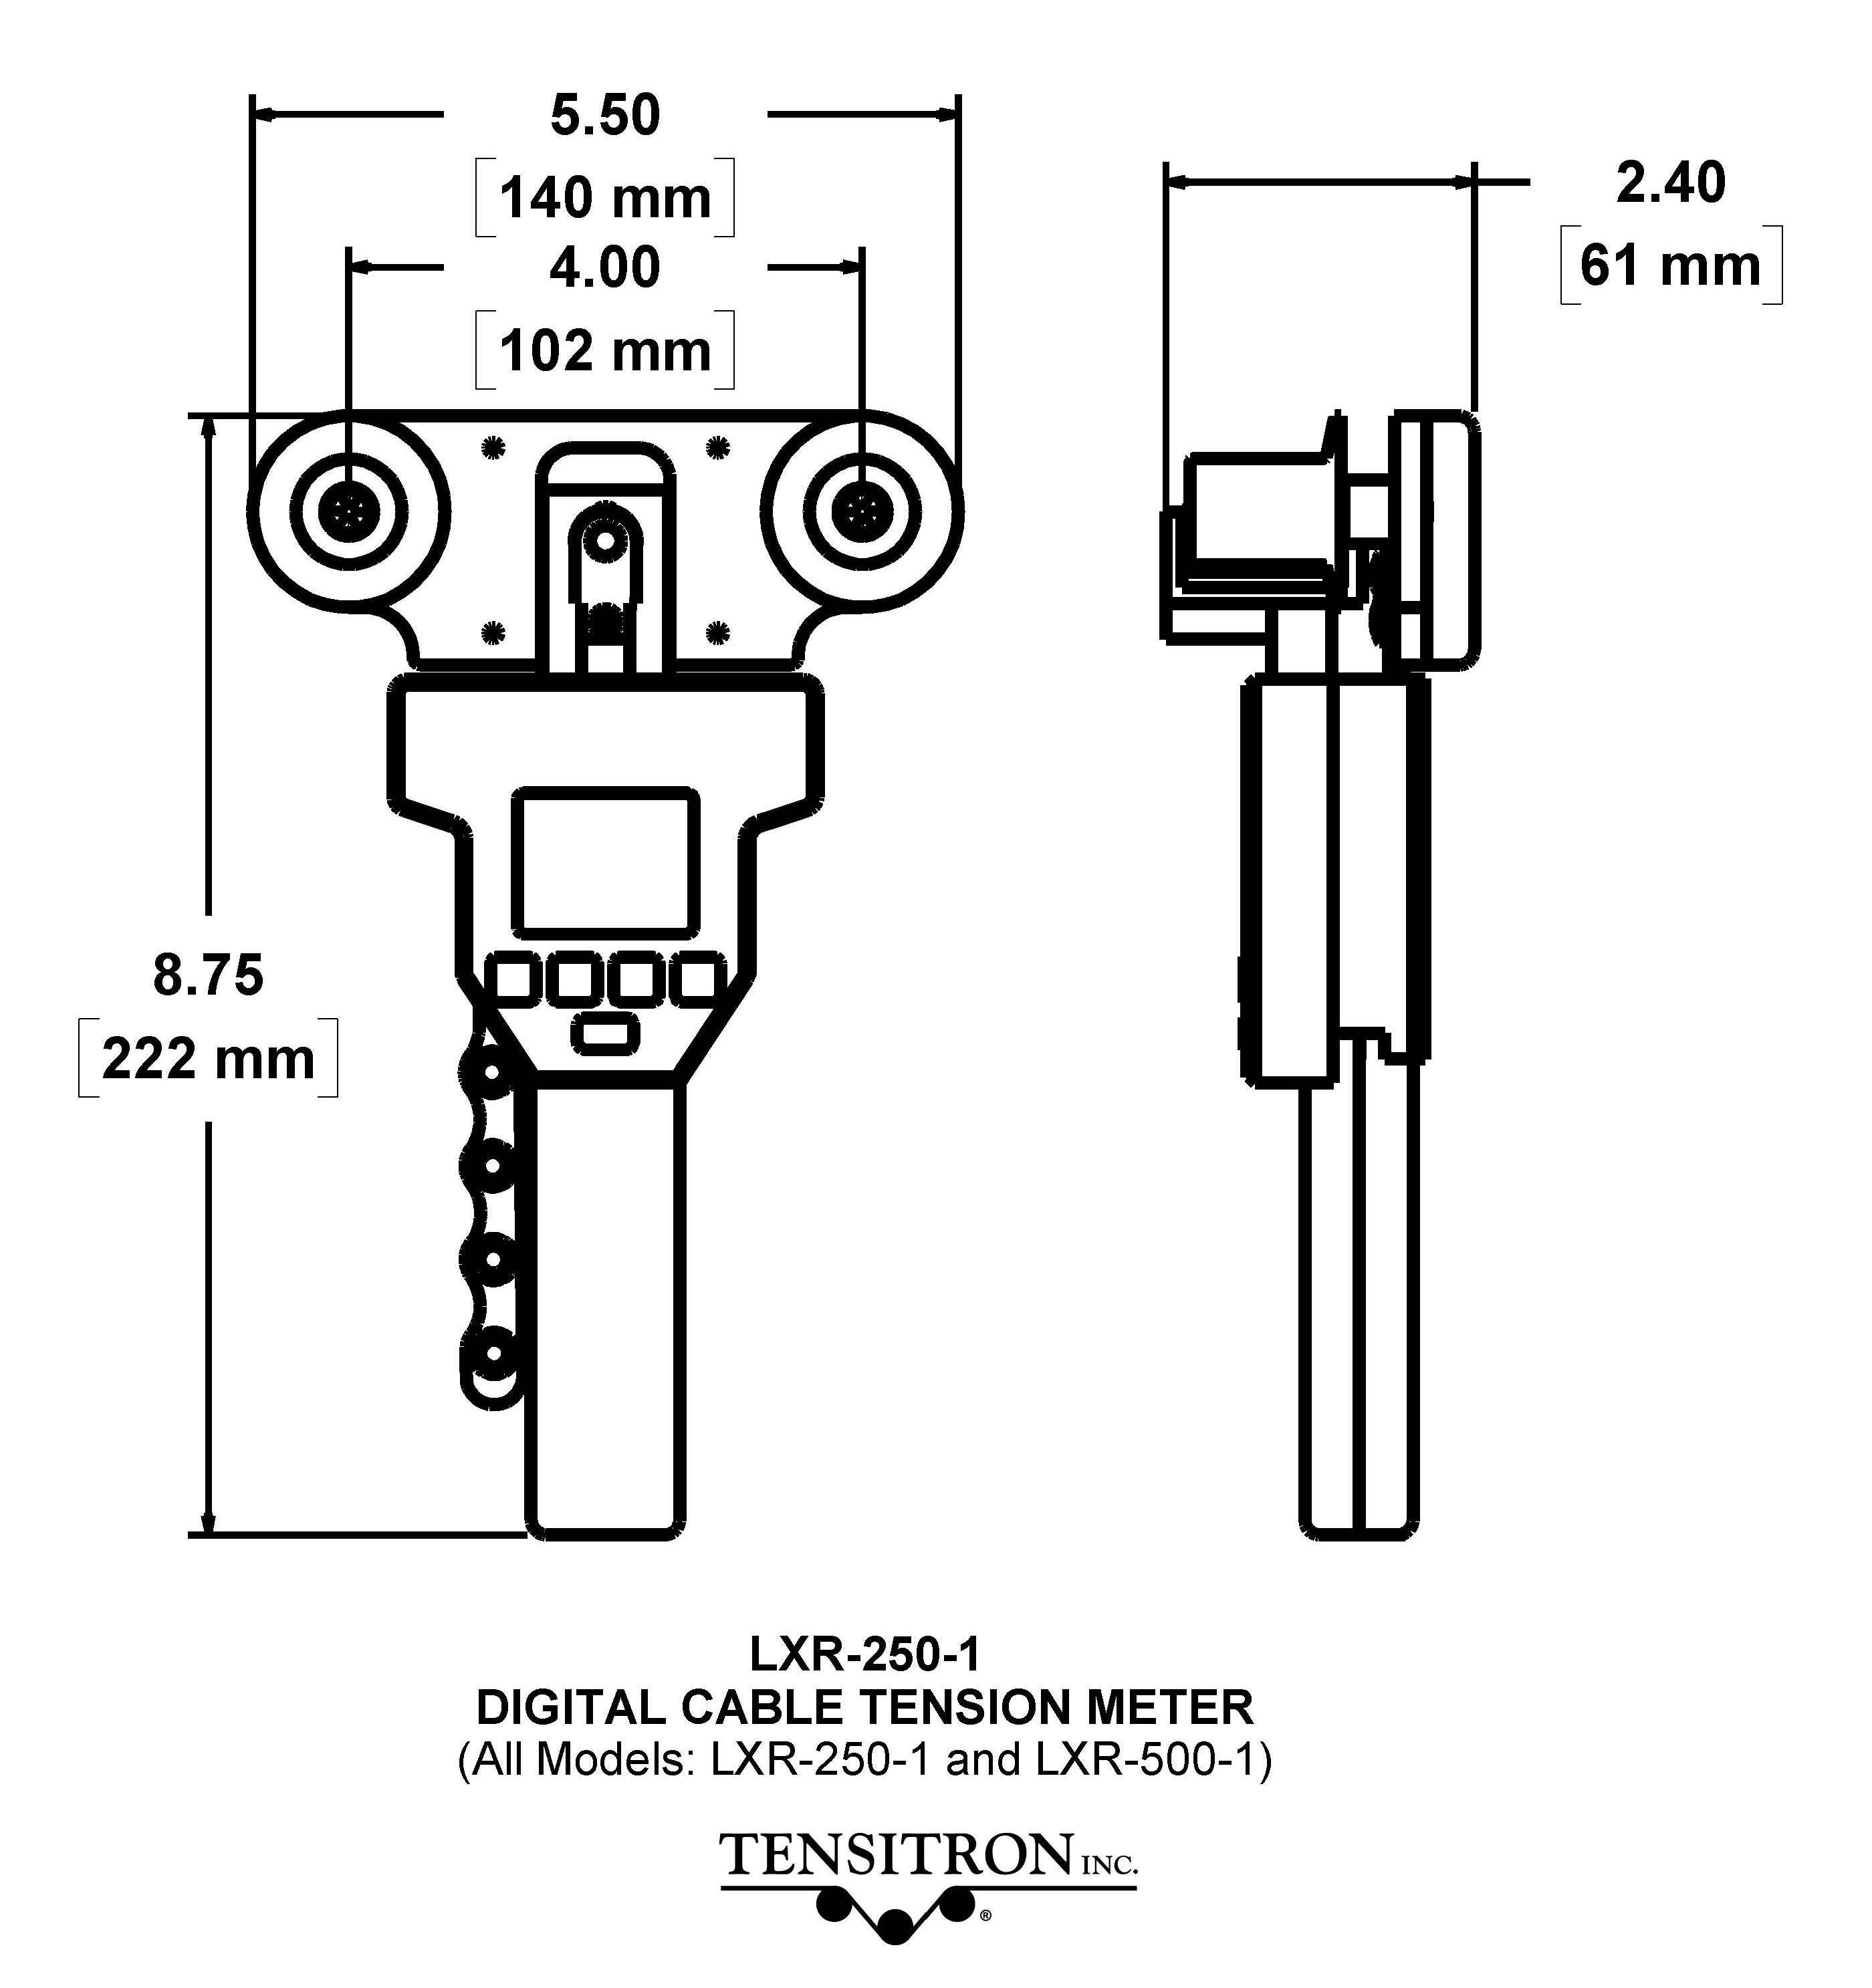 5.50
[140 mm]
4.00
[102 mm]
2.40
[61 mm]
8.75
[222 mm]
LXR-250-1
DIGITAL CABLE TENSION METER
(All Models: LXR-250-1 and LXR-500-1)
TENSITRON INC.
®